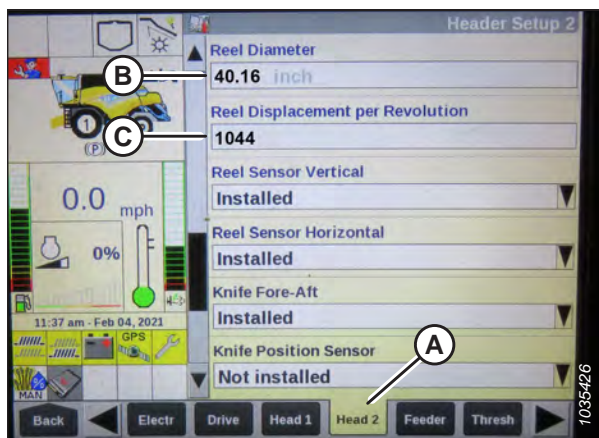 Header Setup 2
Reel Diameter
B
40.16 inch
Reel Displacement per Revolution
C
1044
Reel Sensor Vertical
Installed
Reel Sensor Horizontal
Installed
Knife Fore-Aft
Installed
Knife Position Sensor
Not installed
A
1
(P)
0.0 mph
0%
11:37 am - Feb 04, 2021
GPS
MAN
Back
Electr
Drive
Head 1
Head 2
Feeder
Thresh
1035426